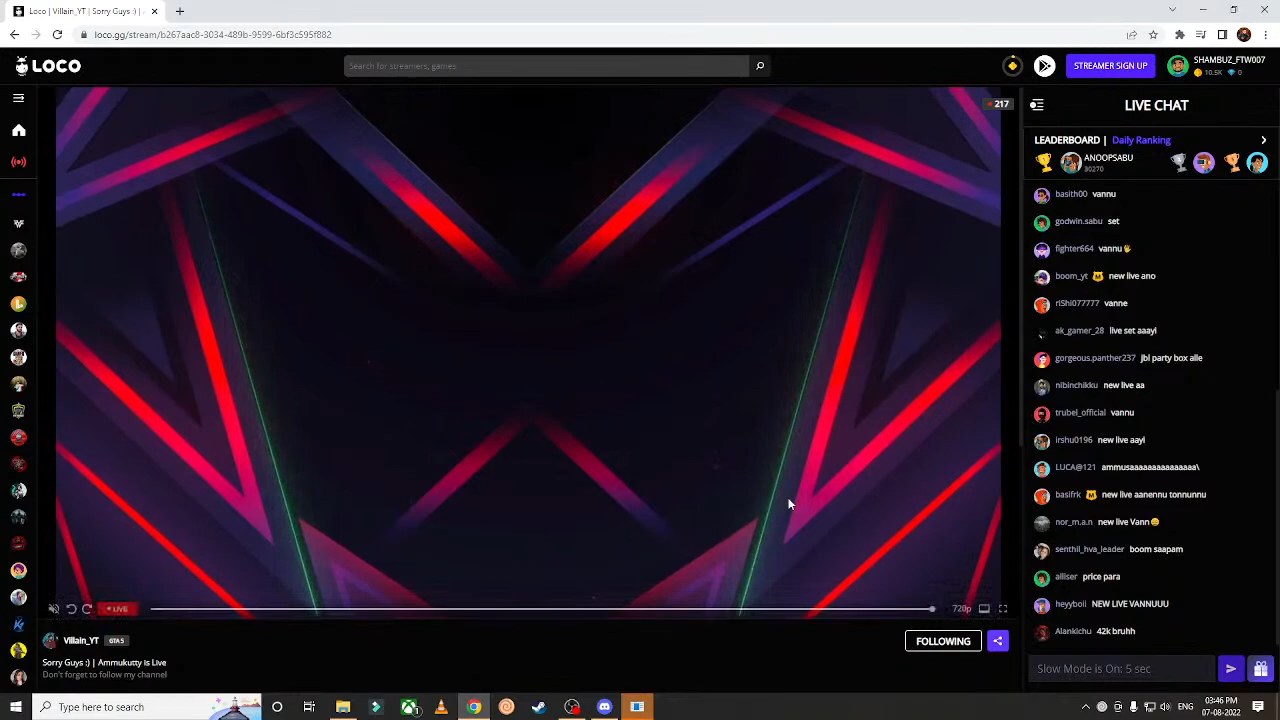 Loco | Villain_YT | Sorry Guys :) |
loco.gg/stream/b267aac8-3034-489b-9599-6bf3c595f882
LOCO
Search for streamers, games
STREAMER SIGN UP
SHAMBUZ_FTW007
10.5K 0
217
LIVE CHAT
LEADERBOARD | Daily Ranking
ANOOPSABU
30270
basith00 vannu
godwin.sabu set
fighter664 vannu🖐
boom_yt new live ano
riShi077777 vanne
ak_gamer_28 live set aaayi
gorgeous.panther237 jbl party box alle
nibinchikku new live aa
trubel_official vannu
irshu0196 new live aayi
LUCA@121 ammusaaaaaaaaaaaaaa\
basifrk new live aanennu tonnunnu
nor_m.a.n new live Vann😑
senthil_hva_leader boom saapam
alliser price para
heyyboii NEW LIVE VANNUUU
Alankichu 42k bruhh
Slow Mode is On: 5 sec
LIVE
720p
Villain_YT GTA 5
FOLLOWING
Sorry Guys :) | Ammukutty Is Live
Don't forget to follow my channel
Type here to search
1
ENG
03:46 PM
07-08-2022